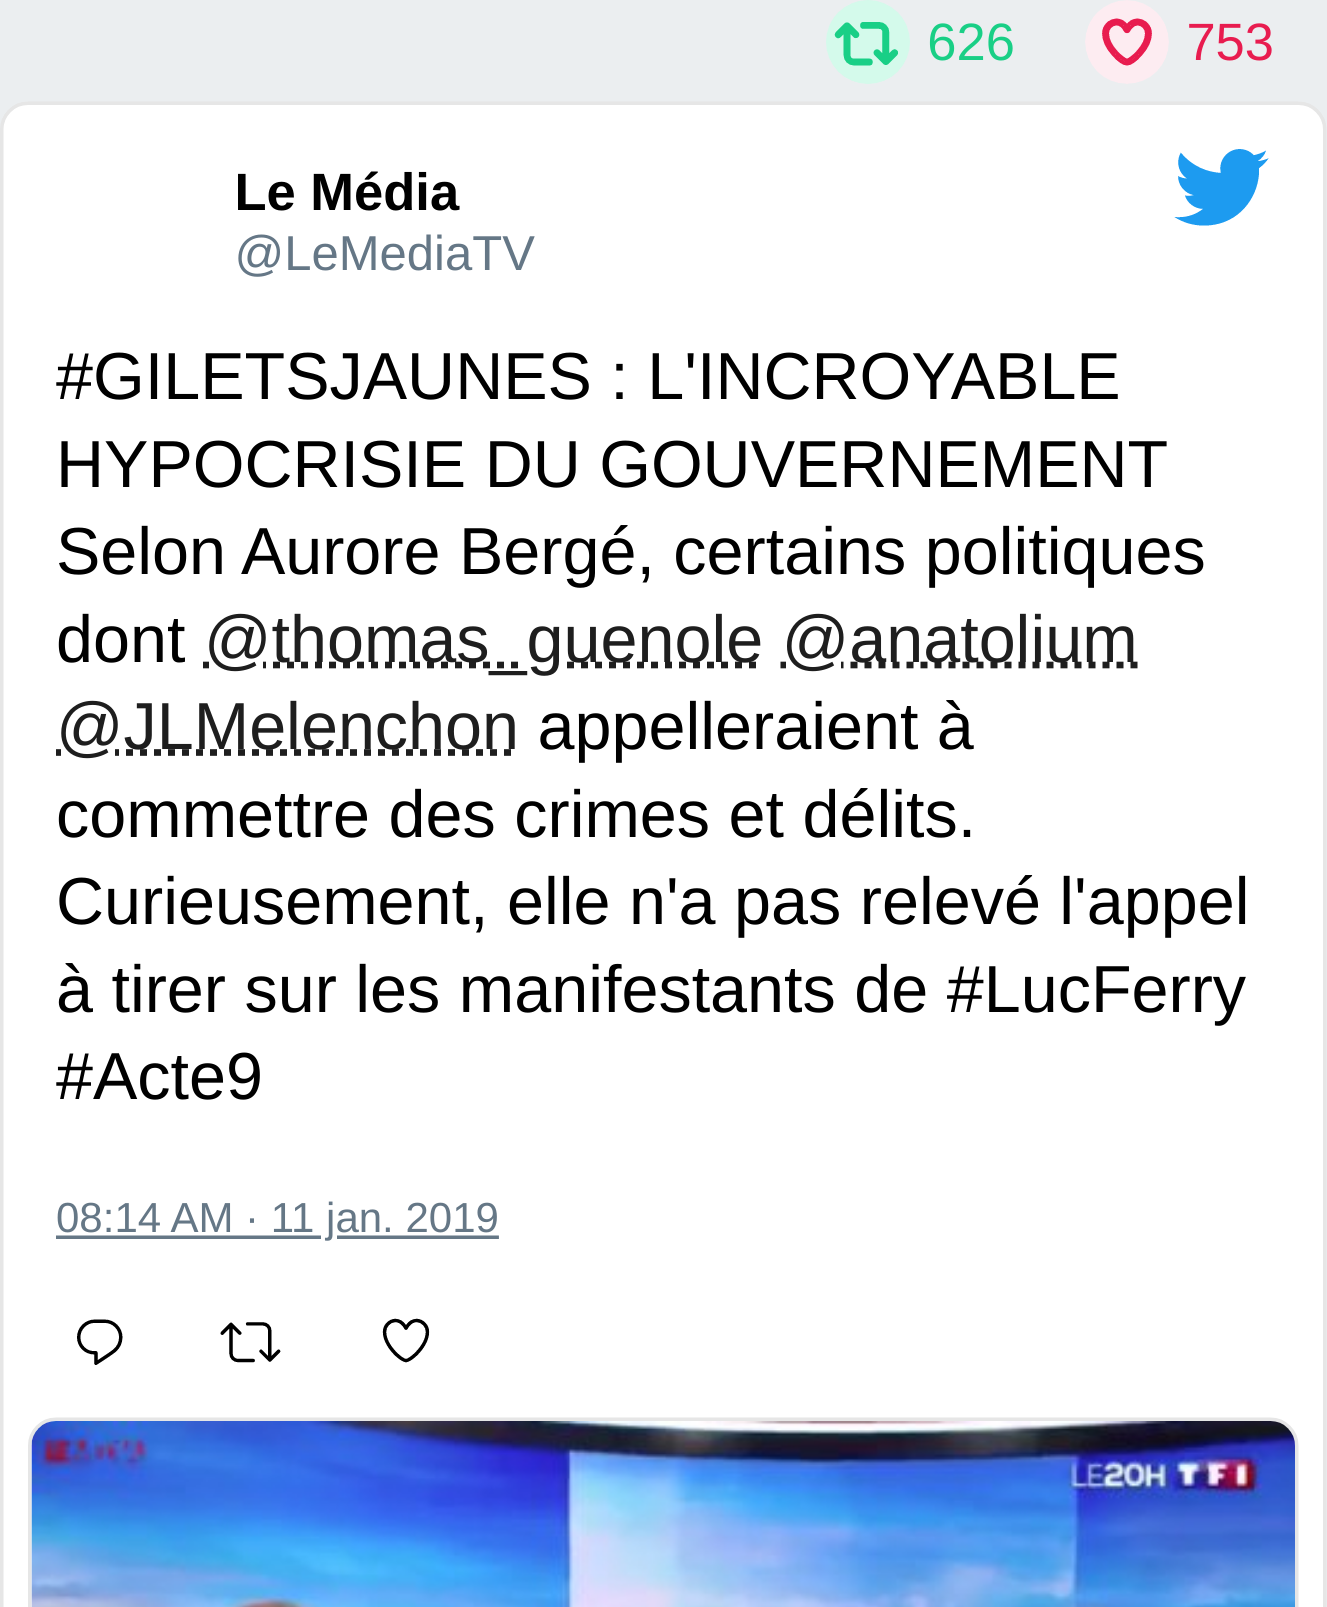 626 753
Le Média
@LeMediaTV
#GILETSJAUNES : L'INCROYABLE
HYPOCRISIE DU GOUVERNEMENT
Selon Aurore Bergé, certains politiques
dont @thomas_guenole @anatolium
@JLMelenchon appelleraient à
commettre des crimes et délits.
Curieusement, elle n'a pas relevé l'appel
à tirer sur les manifestants de #LucFerry
#Acte9
08:14 AM · 11 jan. 2019
LE20H TF1